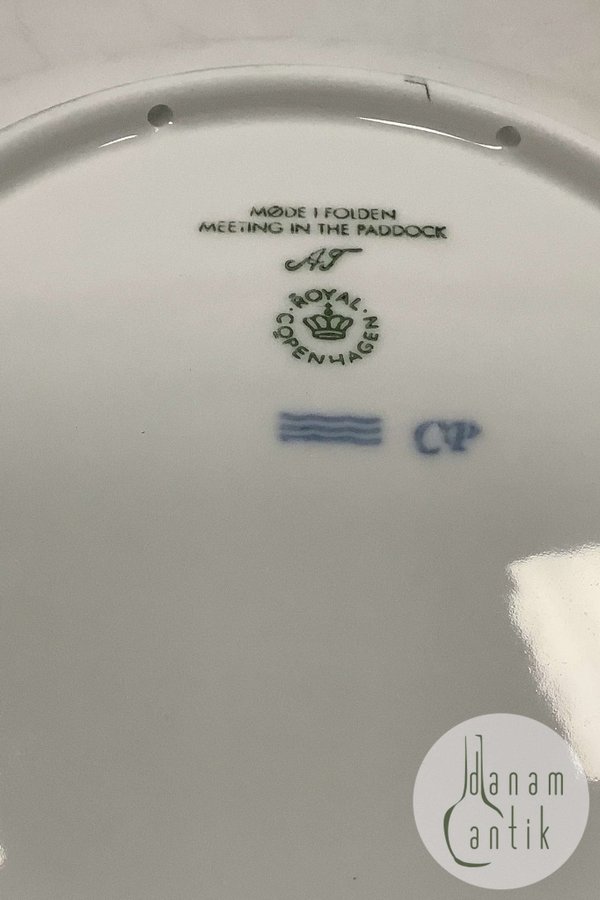 MØDE I FOLDEN
MEETING IN THE PADDOCK
AT
ROYAL
COPENHAGEN
CP
danam
antik